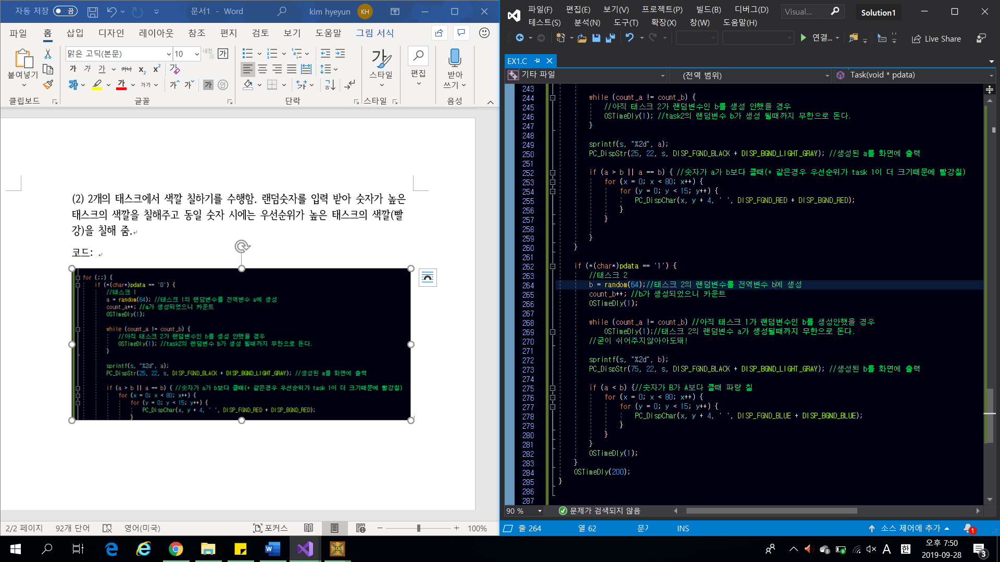 자동 저장 끔 문서1 - Word kim hyeyun KH
파일 홈 삽입 디자인 레이아웃 참조 편지 검토 보기 도움말 그림 서식
맑은 고딕(본문) 10
붙여넣기 스타일 편집 받아쓰기
클립보드 글꼴 단락 스타일 음성
(2) 2개의 태스크에서 색깔 칠하기를 수행함. 랜덤숫자를 입력 받아 숫자가 높은
태스크의 색깔을 칠해주고 동일 숫자 시에는 우선순위가 높은 태스크의 색깔(빨
강)을 칠해 줌.
코드:
for (;;) {
if (*(char*)pdata == '0') {
//태스크 1
a = random(64); //태스크 1의 랜덤변수를 전역변수 a에 생성
count_a++; //a가 생성되었으니 카운트
OSTimeDly(1);
while (count_a != count_b) {
//아직 태스크 2가 랜덤변수인 b를 생성 안했을 경우
OSTimeDly(1); //task2의 랜덤변수 b가 생성 될때까지 무한으로 돈다.
}
sprintf(s, "%2d", a);
PC_DispStr(25, 22, s, DISP_FGND_BLACK + DISP_BGND_LIGHT_GRAY); //생성된 a를 화면에 출력
if (a > b || a == b) { //숫자가 a가 b보다 클때(+ 같은경우 우선순위가 task 1이 더 크기때문에 빨강칠)
for (x = 0; x < 80; x++) {
for (y = 0; y < 15; y++) {
PC_DispChar(x, y + 4, ' ', DISP_FGND_RED + DISP_BGND_RED);
}
2/2 페이지 92개 단어 영어(미국) 포커스 100%
파일(F) 편집(E) 보기(V) 프로젝트(P) 빌드(B) 디버그(D) Visual... Solution1
테스트(S) 분석(N) 도구(T) 확장(X) 창(W) 도움말(H)
연결... Live Share
EX1.C
기타 파일 (전역 범위) Task(void * pdata)
243
244 while (count_a != count_b) {
245 //아직 태스크 2가 랜덤변수인 b를 생성 안했을 경우
246 OSTimeDly(1); //task2의 랜덤변수 b가 생성 될때까지 무한으로 돈다.
247 }
248
249 sprintf(s, "%2d", a);
250 PC_DispStr(25, 22, s, DISP_FGND_BLACK + DISP_BGND_LIGHT_GRAY); //생성된 a를 화면에 출력
251
252 if (a > b || a == b) { //숫자가 a가 b보다 클때(+ 같은경우 우선순위가 task 1이 더 크기때문에 빨강칠)
253 for (x = 0; x < 80; x++) {
254 for (y = 0; y < 15; y++) {
255 PC_DispChar(x, y + 4, ' ', DISP_FGND_RED + DISP_BGND_RED);
256 }
257 }
258
259 }
260 }
261
262 if (*(char*)pdata == '1') {
263 //태스크 2
264 b = random(64);//태스크 2의 랜덤변수를 전역변수 b에 생성
265 count_b++; //b가 생성되었으니 카운트
266 OSTimeDly(1);
267
268 while (count_a != count_b) //아직 태스크 1가 랜덤변수인 b를 생성안했을 경우
269 OSTimeDly(1);//태스크 2의 랜덤변수 a가 생성될때까지 무한으로 돈다.
270 //굳이 쉬어주지않아아도돼!
271
272 sprintf(s, "%2d", b);
273 PC_DispStr(75, 22, s, DISP_FGND_BLACK + DISP_BGND_LIGHT_GRAY); //생성된 b를 화면에 출력
274
275 if (a < b) {//숫자가 B가 A보다 클때 파랑 칠
276 for (x = 0; x < 80; x++) {
277 for (y = 0; y < 15; y++) {
278 PC_DispChar(x, y + 4, ' ', DISP_FGND_BLUE + DISP_BGND_BLUE);
279 }
280 }
281 }
282 OSTimeDly(1);
283 }
284 OSTimeDly(200);
285 }
286
287
90 % 문제가 검색되지 않음
줄 264 열 62 INS 소스 제어에 추가 1
A 한 오후 7:50
2019-09-28 3